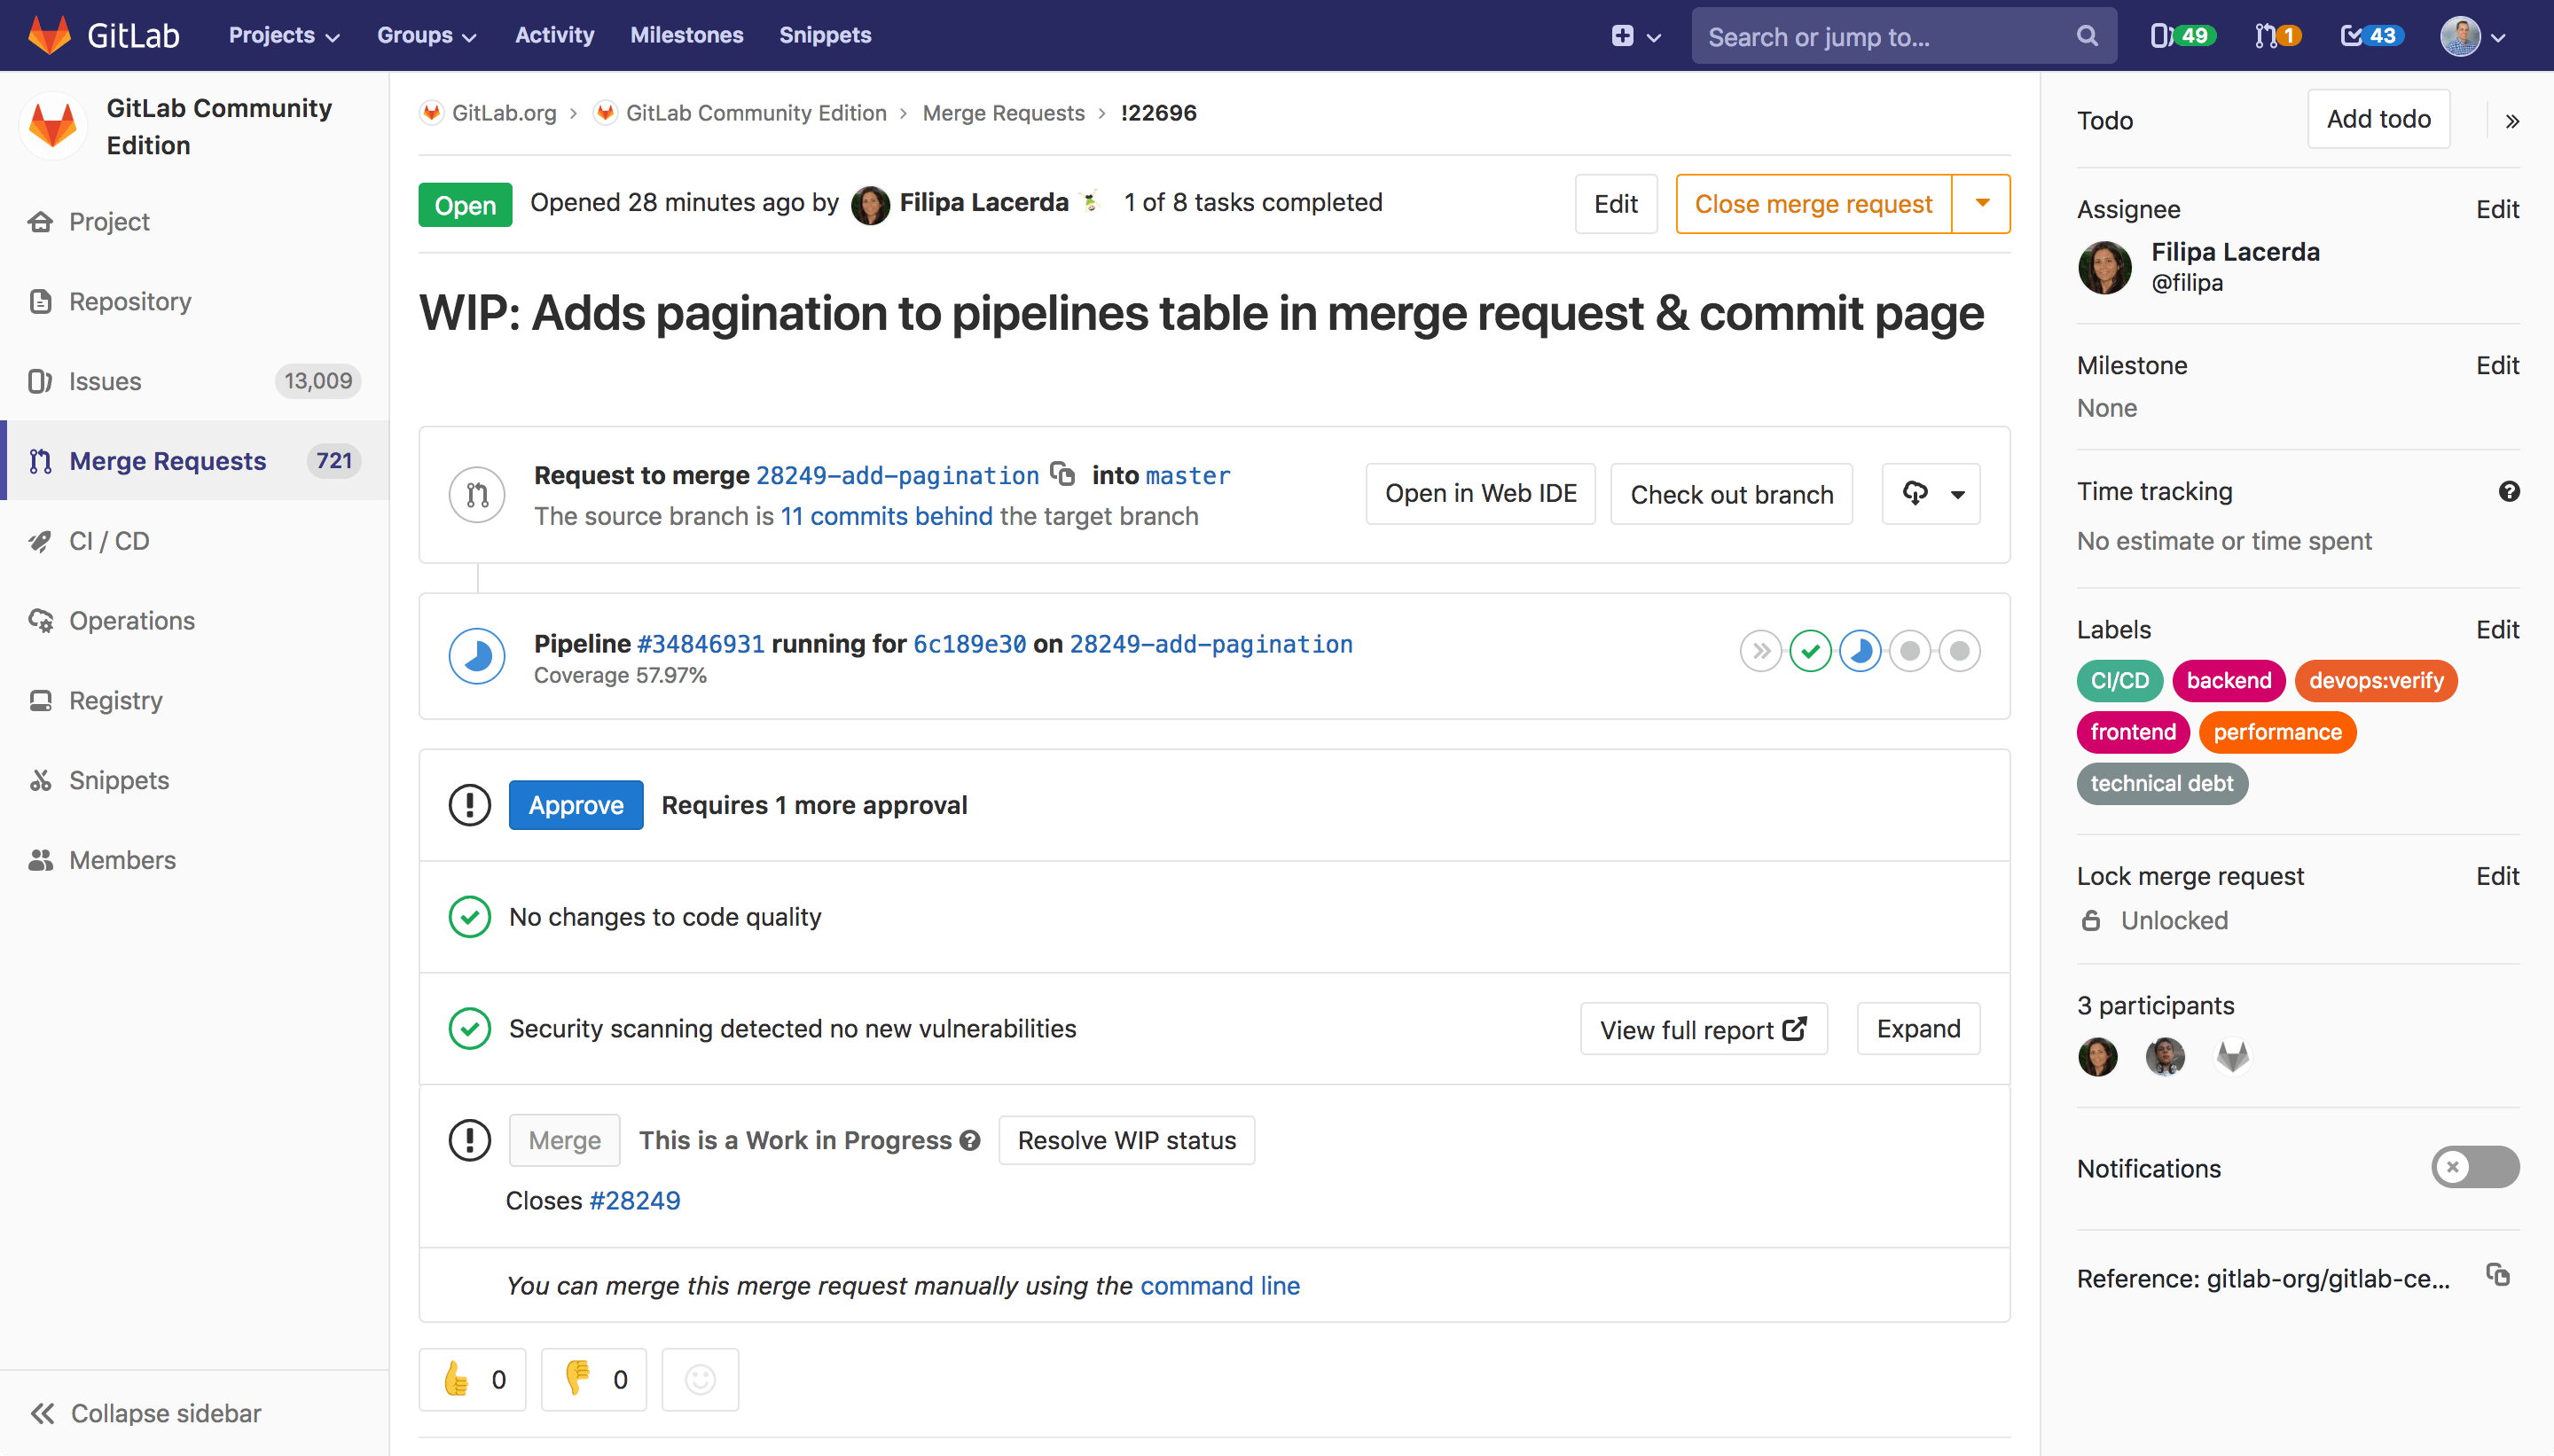 GitLab
Projects
Groups
Activity
Milestones
Snippets
Search or jump to...
49
1
43
GitLab Community
Edition
Project
Repository
Issues 13,009
Merge Requests 721
CI / CD
Operations
Registry
Snippets
Members
Collapse sidebar
GitLab.org › GitLab Community Edition › Merge Requests › !22696
Open Opened 28 minutes ago by Filipa Lacerda 1 of 8 tasks completed
Edit
Close merge request
WIP: Adds pagination to pipelines table in merge request & commit page
Request to merge 28249-add-pagination into master
The source branch is 11 commits behind the target branch
Open in Web IDE
Check out branch
Pipeline #34846931 running for 6c189e30 on 28249-add-pagination
Coverage 57.97%
Approve Requires 1 more approval
No changes to code quality
Security scanning detected no new vulnerabilities
View full report
Expand
Merge This is a Work in Progress Resolve WIP status
Closes #28249
You can merge this merge request manually using the command line
0
0
Todo
Add todo
Assignee Edit
Filipa Lacerda
@filipa
Milestone Edit
None
Time tracking
No estimate or time spent
Labels Edit
CI/CD backend devops:verify
frontend performance
technical debt
Lock merge request Edit
Unlocked
3 participants
Notifications
Reference: gitlab-org/gitlab-ce...